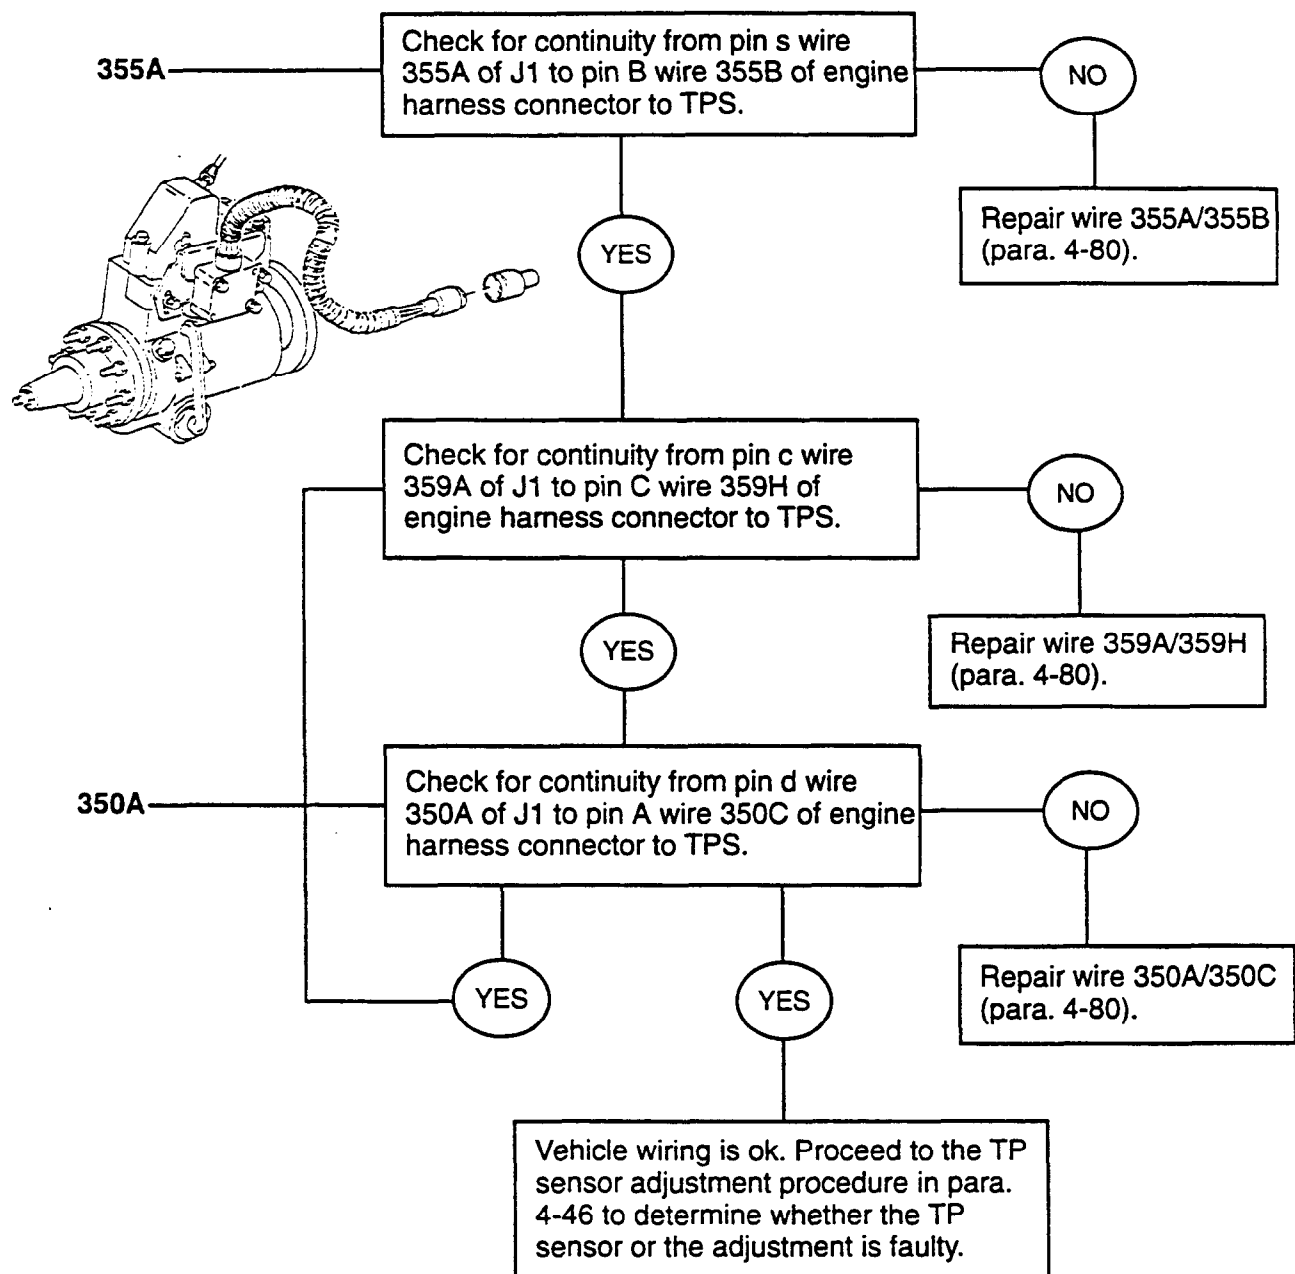 355A
Check for continuity from pin s wire
355A of J1 to pin B wire 355B of engine
harness connector to TPS.
NO
Repair wire 355A/355B
(para. 4-80).
YES
Check for continuity from pin c wire
359A of J1 to pin C wire 359H of
engine harness connector to TPS.
NO
Repair wire 359A/359H
(para. 4-80).
YES
350A
Check for continuity from pin d wire
350A of J1 to pin A wire 350C of engine
harness connector to TPS.
NO
Repair wire 350A/350C
(para. 4-80).
YES
YES
Vehicle wiring is ok. Proceed to the TP
sensor adjustment procedure in para.
4-46 to determine whether the TP
sensor or the adjustment is faulty.